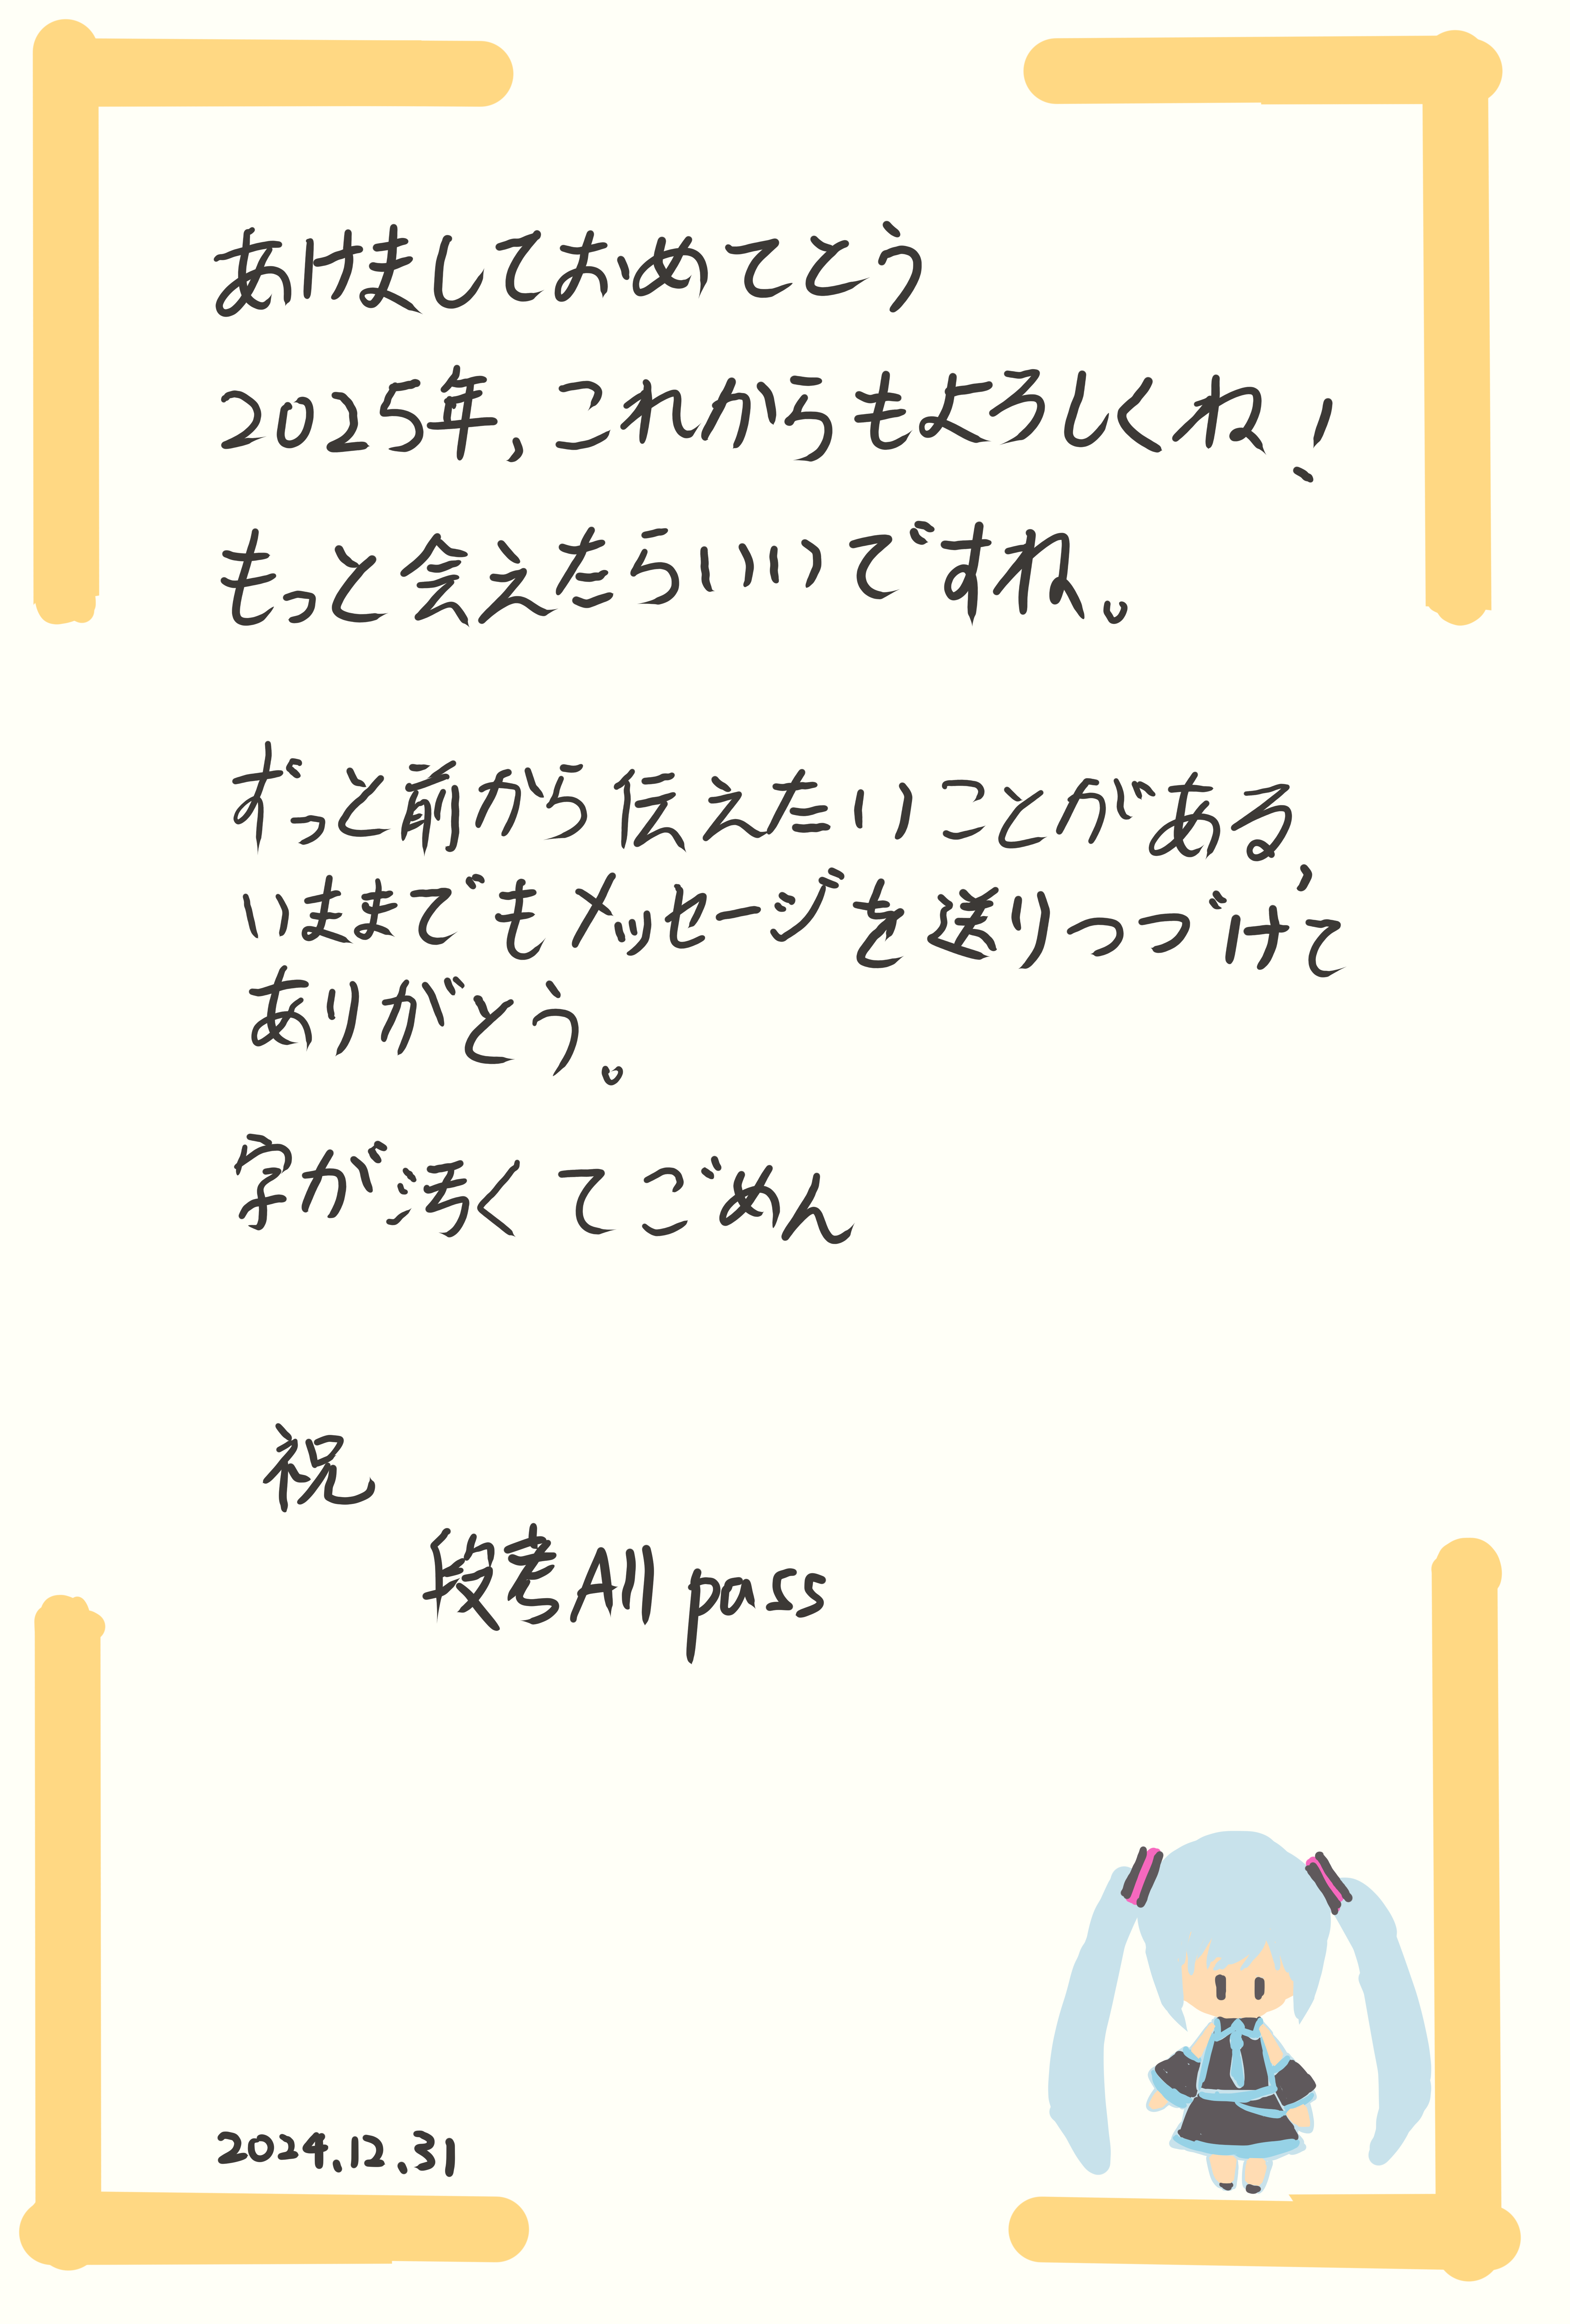 あけましておめてとう
2025年,これからもよろしくね!
もっと会えたらいいですね。
ずっと前から伝えたいことがある,
いままでもメッセージを送りつづけて
ありがとう。
字が汚くてごめん
祝
段考All pass
2024.12.31